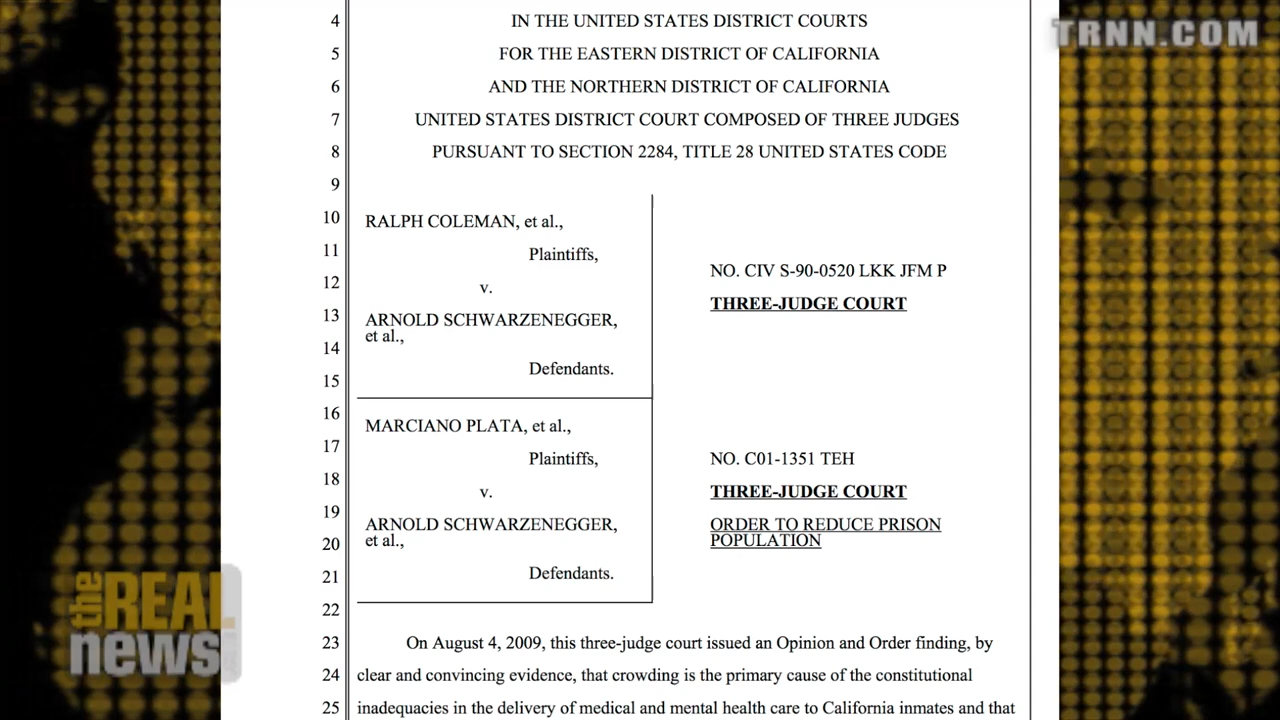 TRNN.COM
4 IN THE UNITED STATES DISTRICT COURTS
5 FOR THE EASTERN DISTRICT OF CALIFORNIA
6 AND THE NORTHERN DISTRICT OF CALIFORNIA
7 UNITED STATES DISTRICT COURT COMPOSED OF THREE JUDGES
8 PURSUANT TO SECTION 2284, TITLE 28 UNITED STATES CODE
9
10 RALPH COLEMAN, et al.,
11 Plaintiffs,
NO. CIV S-90-0520 LKK JFM P
12 v.
THREE-JUDGE COURT
13 ARNOLD SCHWARZENEGGER,
et al.,
14
Defendants.
15
16 MARCIANO PLATA, et al.,
17 Plaintiffs, NO. C01-1351 TEH
18 v. THREE-JUDGE COURT
19 ARNOLD SCHWARZENEGGER, ORDER TO REDUCE PRISON
20 et al., POPULATION
21 Defendants.
22
23 On August 4, 2009, this three-judge court issued an Opinion and Order finding, by
24 clear and convincing evidence, that crowding is the primary cause of the constitutional
25 inadequacies in the delivery of medical and mental health care to California inmates and that
the REAL
news